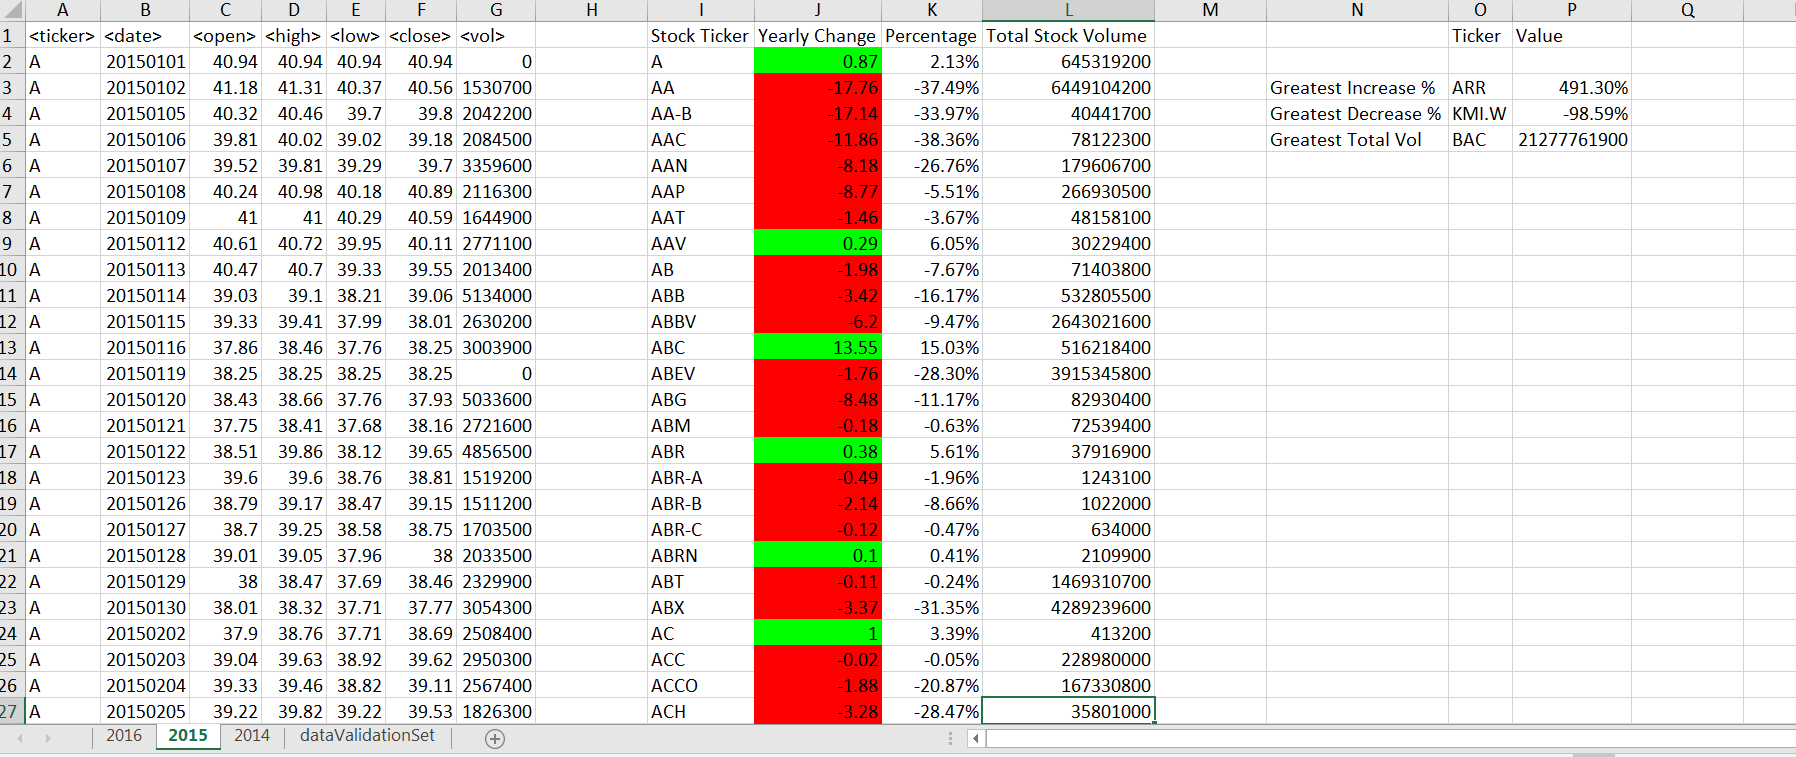 A B C D E F G H I J K L M N O P Q
1 <ticker> <date> <open> <high> <low> <close> <vol> Stock Ticker Yearly Change Percentage Total Stock Volume Ticker Value
2 A 20150101 40.94 40.94 40.94 40.94 0 A 0.87 2.13% 645319200
3 A 20150102 41.18 41.31 40.37 40.56 1530700 AA -17.76 -37.49% 6449104200 Greatest Increase % ARR 491.30%
4 A 20150105 40.32 40.46 39.7 39.8 2042200 AA-B -17.14 -33.97% 40441700 Greatest Decrease % KMI.W -98.59%
5 A 20150106 39.81 40.02 39.02 39.18 2084500 AAC -11.86 -38.36% 78122300 Greatest Total Vol BAC 21277761900
6 A 20150107 39.52 39.81 39.29 39.7 3359600 AAN -8.18 -26.76% 179606700
7 A 20150108 40.24 40.98 40.18 40.89 2116300 AAP -8.77 -5.51% 266930500
8 A 20150109 41 41 40.29 40.59 1644900 AAT -1.46 -3.67% 48158100
9 A 20150112 40.61 40.72 39.95 40.11 2771100 AAV 0.29 6.05% 30229400
10 A 20150113 40.47 40.7 39.33 39.55 2013400 AB -1.98 -7.67% 71403800
11 A 20150114 39.03 39.1 38.21 39.06 5134000 ABB -3.42 -16.17% 532805500
12 A 20150115 39.33 39.41 37.99 38.01 2630200 ABBV -6.2 -9.47% 2643021600
13 A 20150116 37.86 38.46 37.76 38.25 3003900 ABC 13.55 15.03% 516218400
14 A 20150119 38.25 38.25 38.25 38.25 0 ABEV -1.76 -28.30% 3915345800
15 A 20150120 38.43 38.66 37.76 37.93 5033600 ABG -8.48 -11.17% 82930400
16 A 20150121 37.75 38.41 37.68 38.16 2721600 ABM -0.18 -0.63% 72539400
17 A 20150122 38.51 39.86 38.12 39.65 4856500 ABR 0.38 5.61% 37916900
18 A 20150123 39.6 39.6 38.76 38.81 1519200 ABR-A -0.49 -1.96% 1243100
19 A 20150126 38.79 39.17 38.47 39.15 1511200 ABR-B -2.14 -8.66% 1022000
20 A 20150127 38.7 39.25 38.58 38.75 1703500 ABR-C -0.12 -0.47% 634000
21 A 20150128 39.01 39.05 37.96 38 2033500 ABRN 0.1 0.41% 2109900
22 A 20150129 38 38.47 37.69 38.46 2329900 ABT -0.11 -0.24% 1469310700
23 A 20150130 38.01 38.32 37.71 37.77 3054300 ABX -3.37 -31.35% 4289239600
24 A 20150202 37.9 38.76 37.71 38.69 2508400 AC 1 3.39% 413200
25 A 20150203 39.04 39.63 38.92 39.62 2950300 ACC -0.02 -0.05% 228980000
26 A 20150204 39.33 39.46 38.82 39.11 2567400 ACCO -1.88 -20.87% 167330800
27 A 20150205 39.22 39.82 39.22 39.53 1826300 ACH -3.28 -28.47% 35801000
2016 2015 2014 dataValidationSet